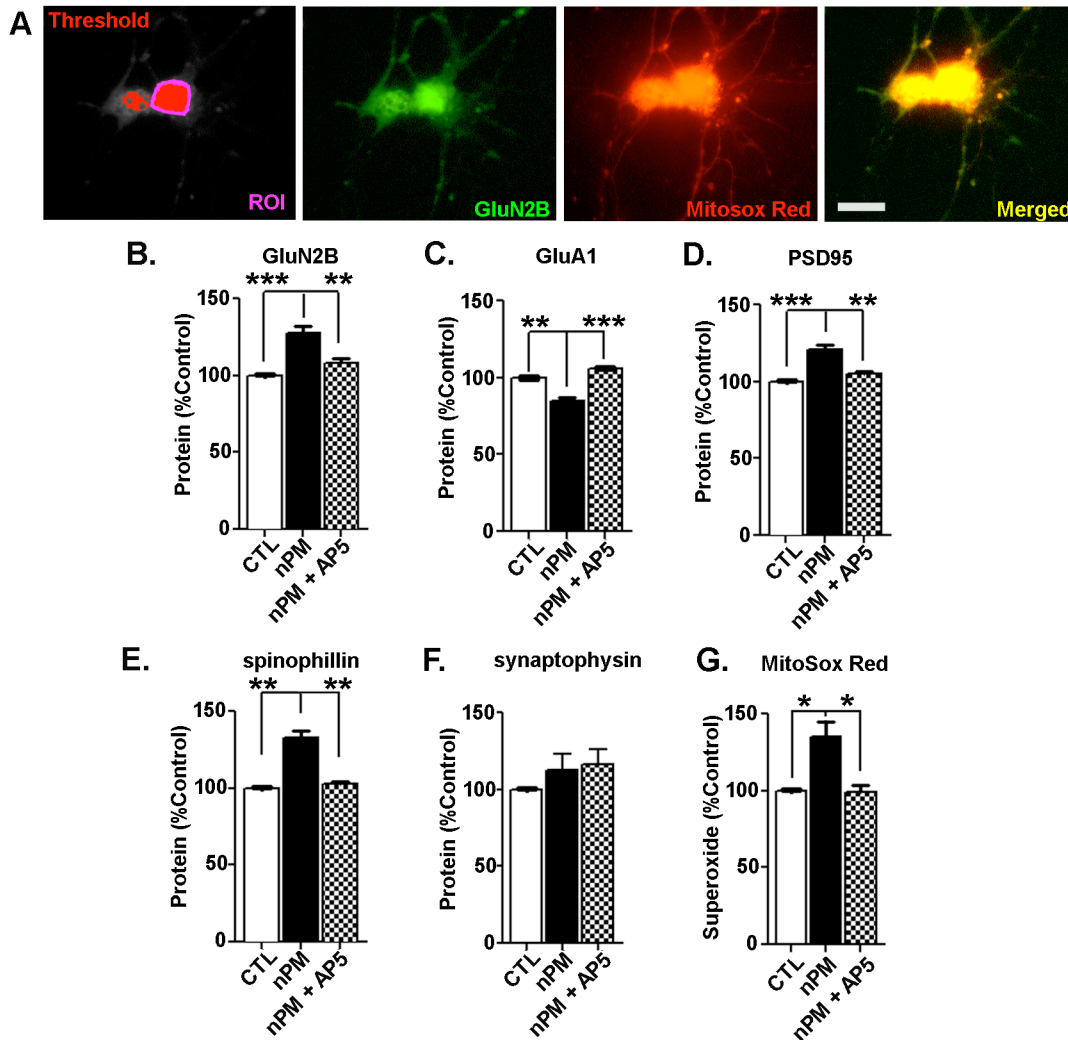 A
Threshold
ROI
GluN2B
Mitosox Red
Merged
B.
GluN2B
*** **
Protein (%Control)
150
100
50
0
CTL
nPM
nPM + AP5
C.
GluA1
** ***
Protein (%Control)
150
100
50
0
CTL
nPM
nPM + AP5
D.
PSD95
*** **
Protein (%Control)
150
100
50
0
CTL
nPM
nPM + AP5
E.
spinophillin
** **
Protein (%Control)
150
100
50
0
CTL
nPM
nPM + AP5
F.
synaptophysin
Protein (%Control)
150
100
50
0
CTL
nPM
nPM + AP5
G.
MitoSox Red
* *
Superoxide (%Control)
150
100
50
0
CTL
nPM
nPM + AP5